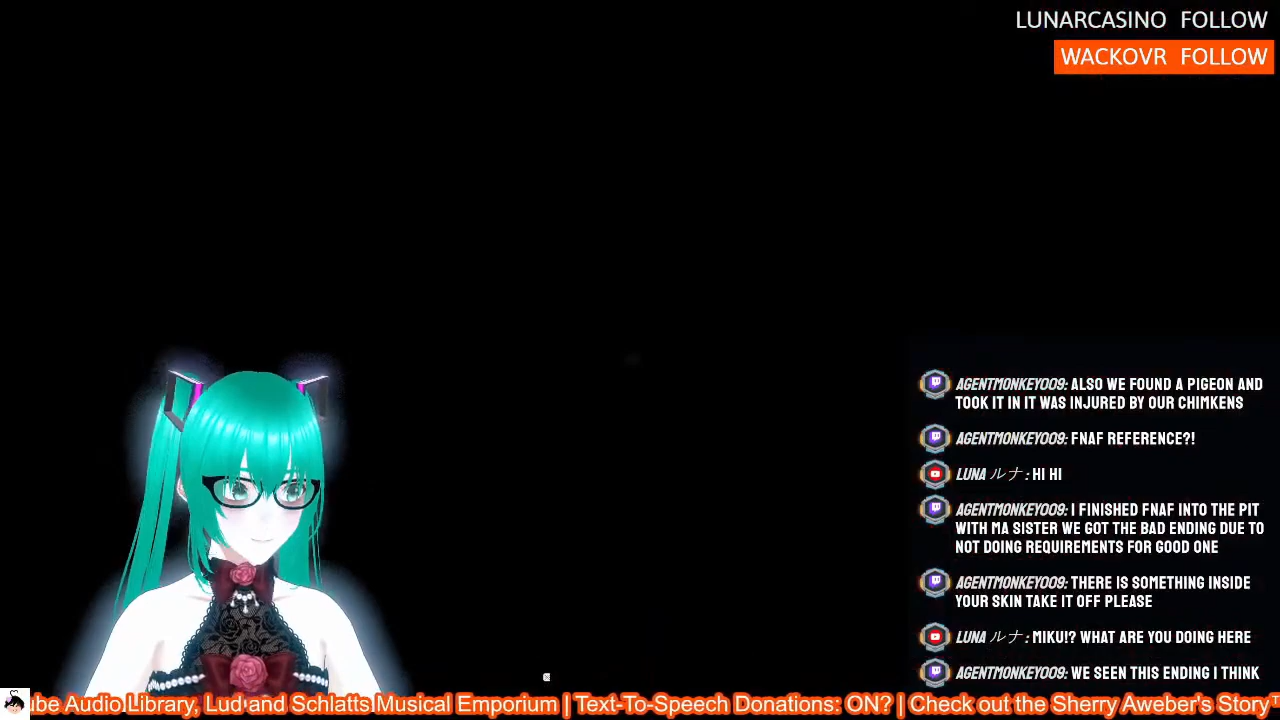 LUNARCASINO FOLLOW
WACKOVR FOLLOW
AGENTMONKEY009: ALSO WE FOUND A PIGEON AND
TOOK IT IN IT WAS INJURED BY OUR CHIMKENS
AGENTMONKEY009: FNAF REFERENCE?!
LUNA ルナ: HI HI
AGENTMONKEY009: I FINISHED FNAF INTO THE PIT
WITH MA SISTER WE GOT THE BAD ENDING DUE TO
NOT DOING REQUIREMENTS FOR GOOD ONE
AGENTMONKEY009: THERE IS SOMETHING INSIDE
YOUR SKIN TAKE IT OFF PLEASE
LUNA ルナ: MIKU!? WHAT ARE YOU DOING HERE
AGENTMONKEY009: WE SEEN THIS ENDING I THINK
ube Audio Library, Lud and Schlatts Musical Emporium | Text-To-Speech Donations: ON? | Check out the Sherry Aweber's Story